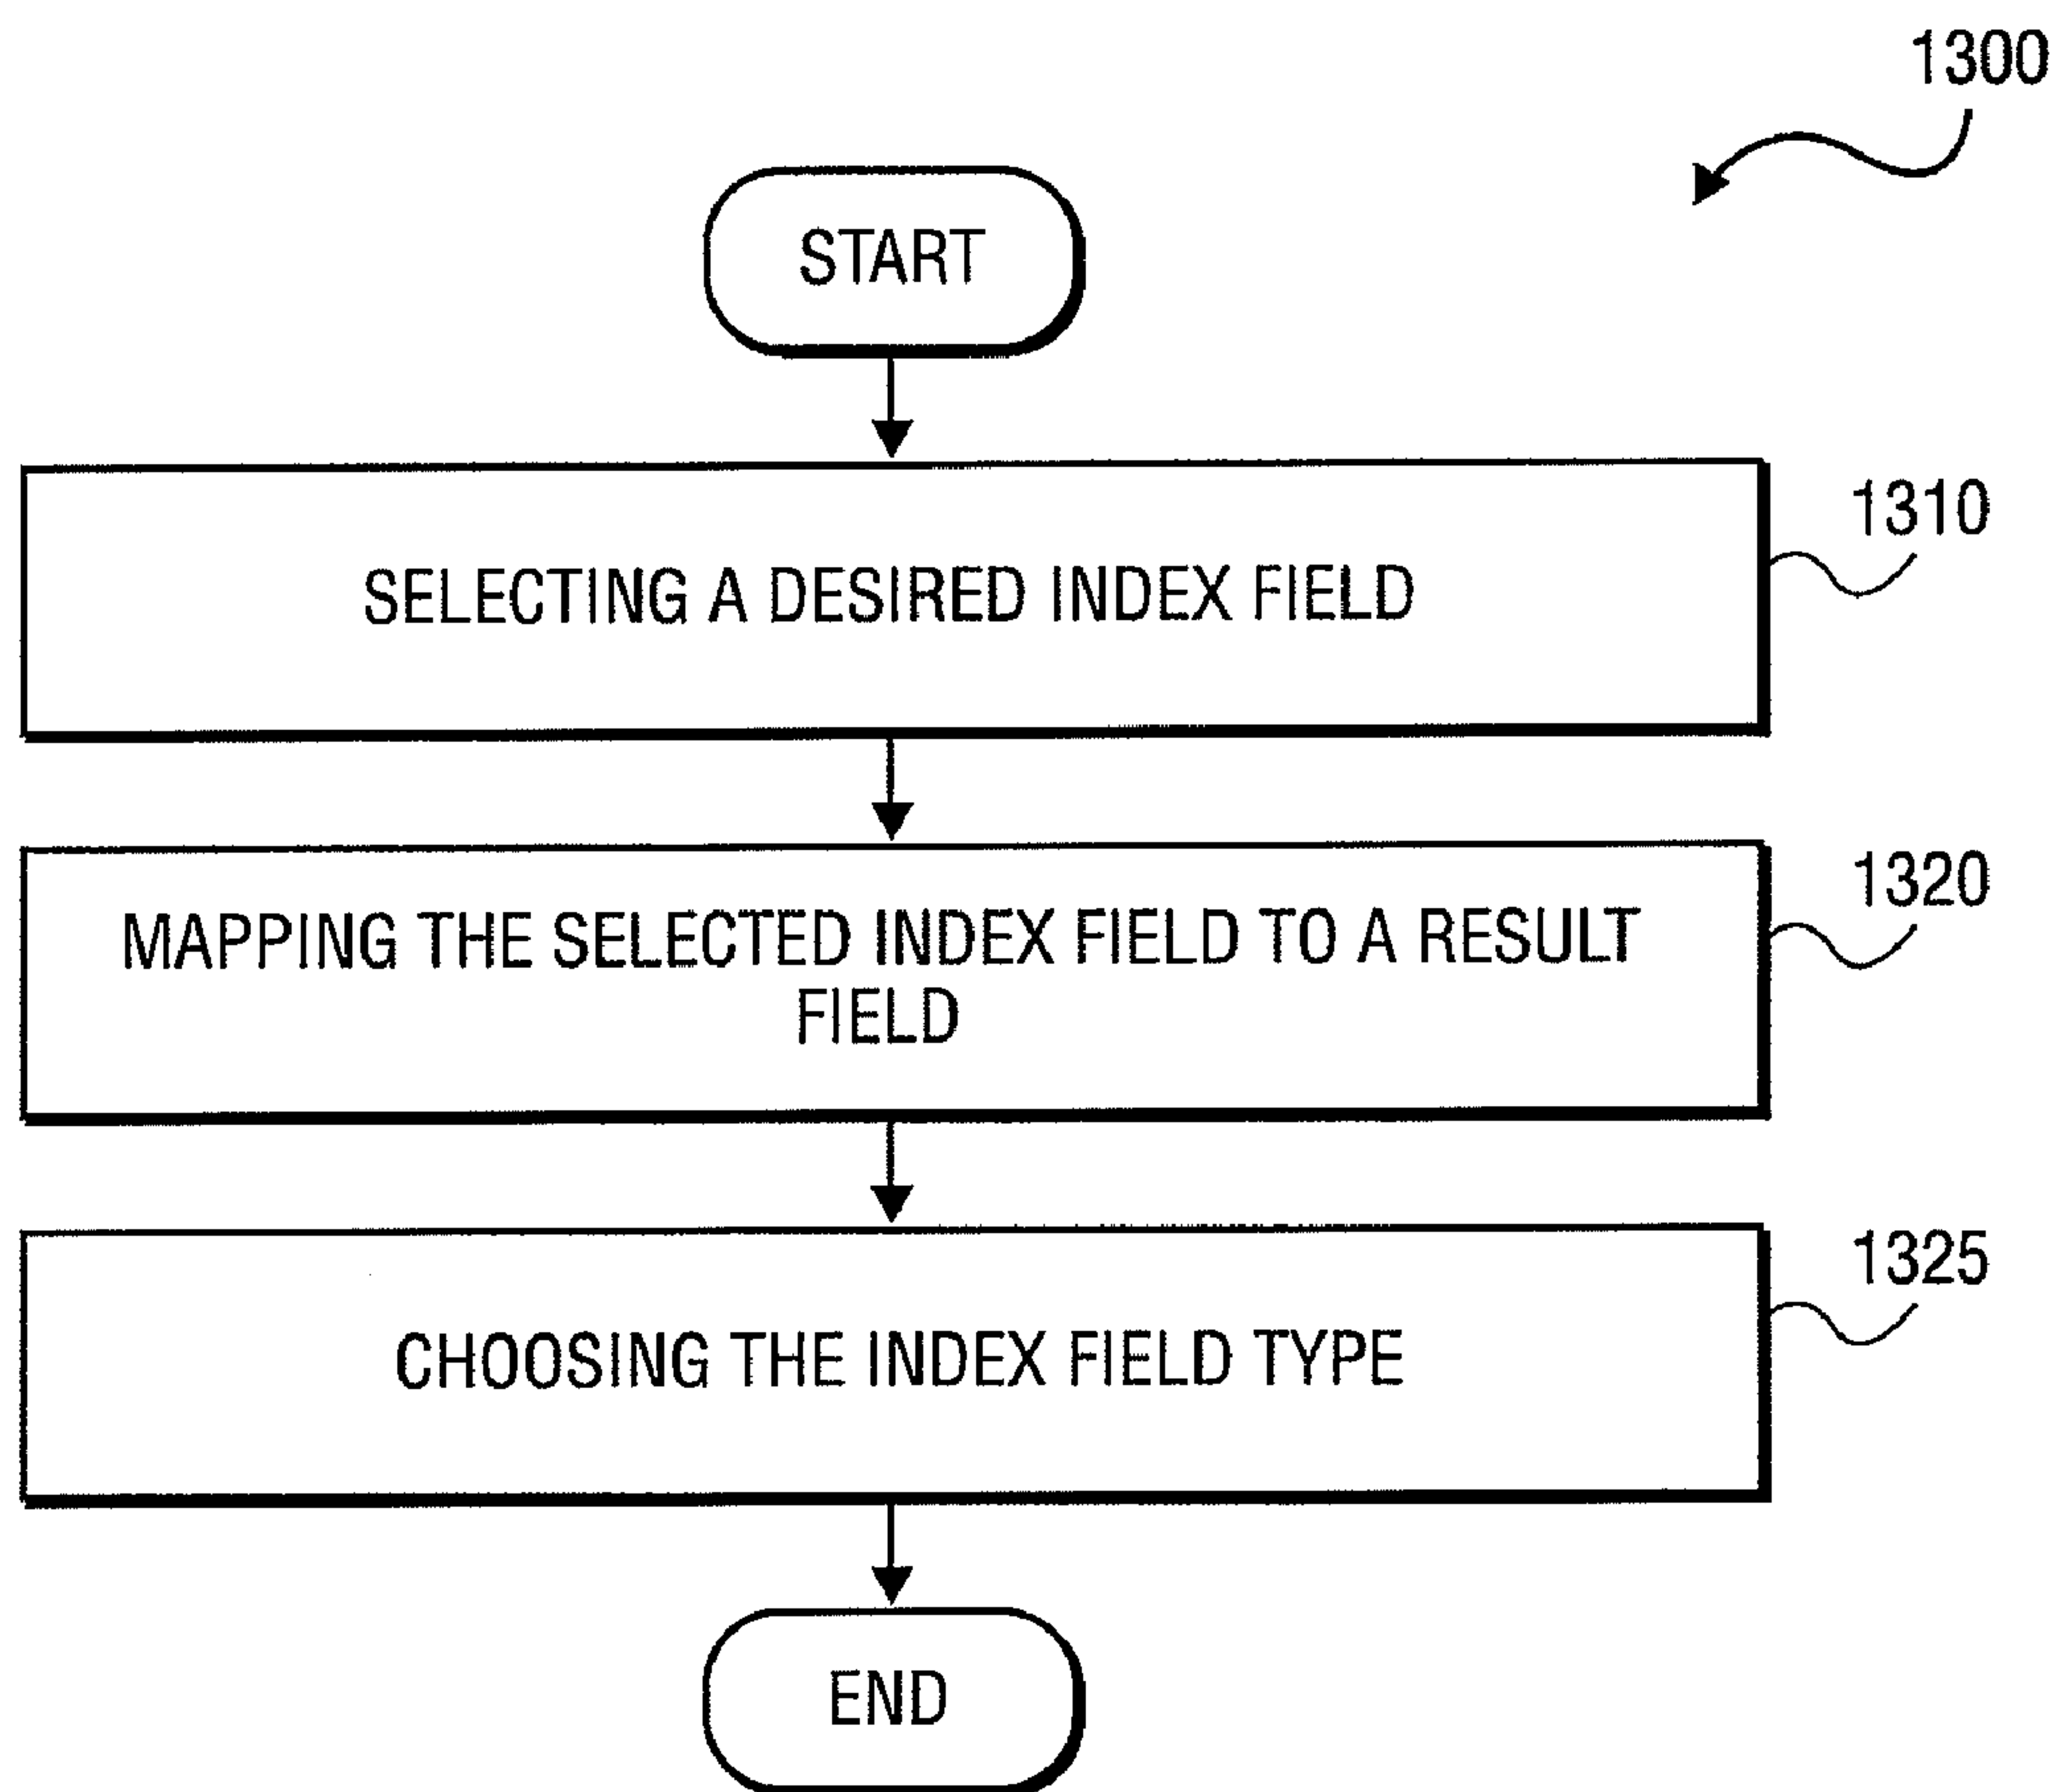 1300
START
SELECTING A DESIRED INDEX FIELD
1310
MAPPING THE SELECTED INDEX FIELD TO A RESULT
FIELD
1320
CHOOSING THE INDEX FIELD TYPE
1325
END